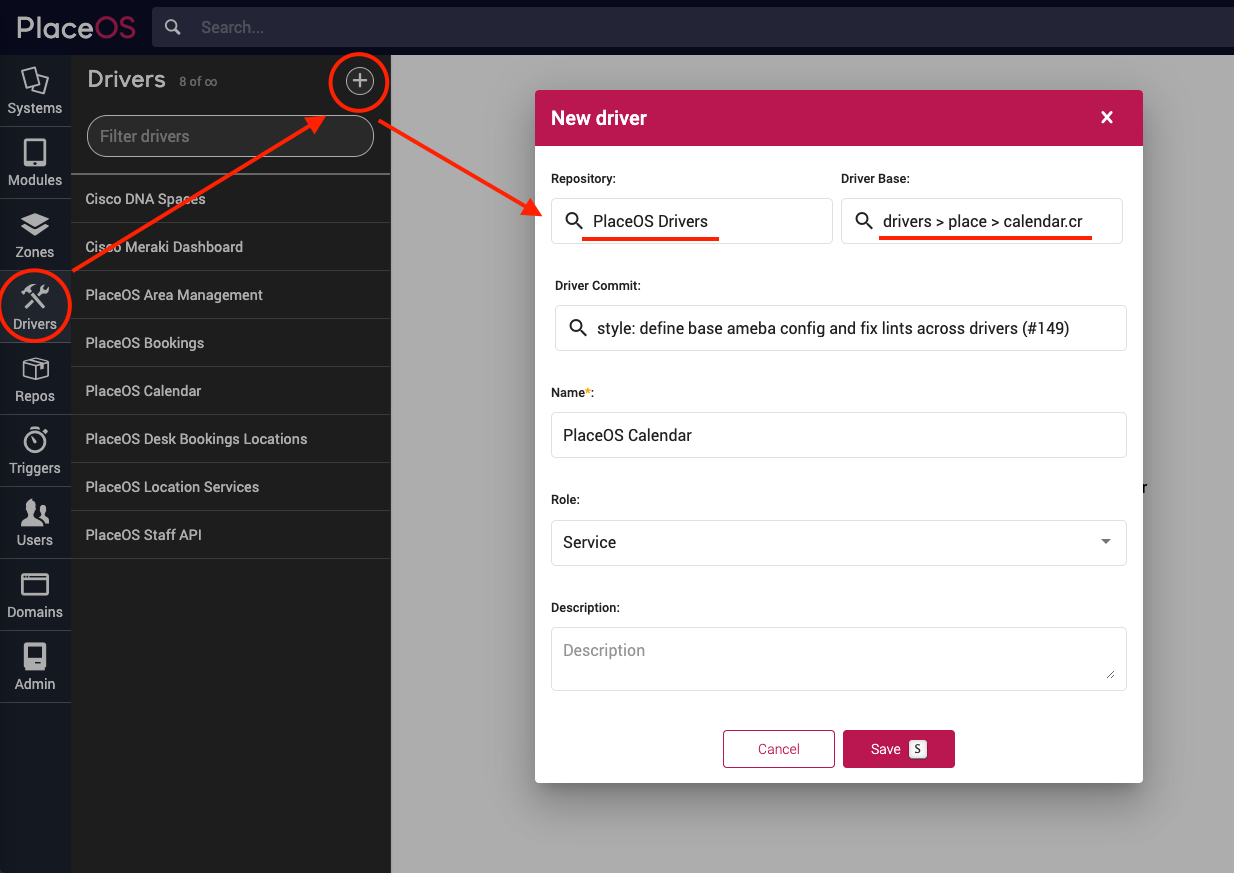 PlaceOS
Search...
Systems
Modules
Zones
Drivers
Repos
Triggers
Users
Domains
Admin
Drivers 8 of ∞
Filter drivers
Cisco DNA Spaces
Cisco Meraki Dashboard
PlaceOS Area Management
PlaceOS Bookings
PlaceOS Calendar
PlaceOS Desk Bookings Locations
PlaceOS Location Services
PlaceOS Staff API
New driver
Repository: Driver Base:
PlaceOS Drivers drivers > place > calendar.cr
Driver Commit:
style: define base ameba config and fix lints across drivers (#149)
Name*:
PlaceOS Calendar
Role:
Service
Description:
Description
Cancel Save S
r